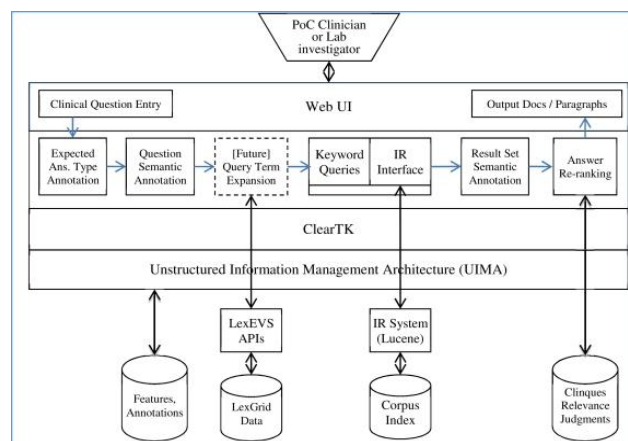 PoC Clinician
or Lab
investigator
Clinical Question Entry
Web UI
Output Docs / Paragraphs
Expected
Ans. Type
Annotation
Question
Semantic
Annotation
[Future]
Query Term
Expansion
Keyword
Queries
IR
Interface
Result Set
Semantic
Annotation
Answer
Re-ranking
ClearTK
Unstructured Information Management Architecture (UIMA)
LexEVS
APIs
IR System
(Lucene)
Features,
Annotations
LexGrid
Data
Corpus
Index
Clinques
Relevance
Judgments